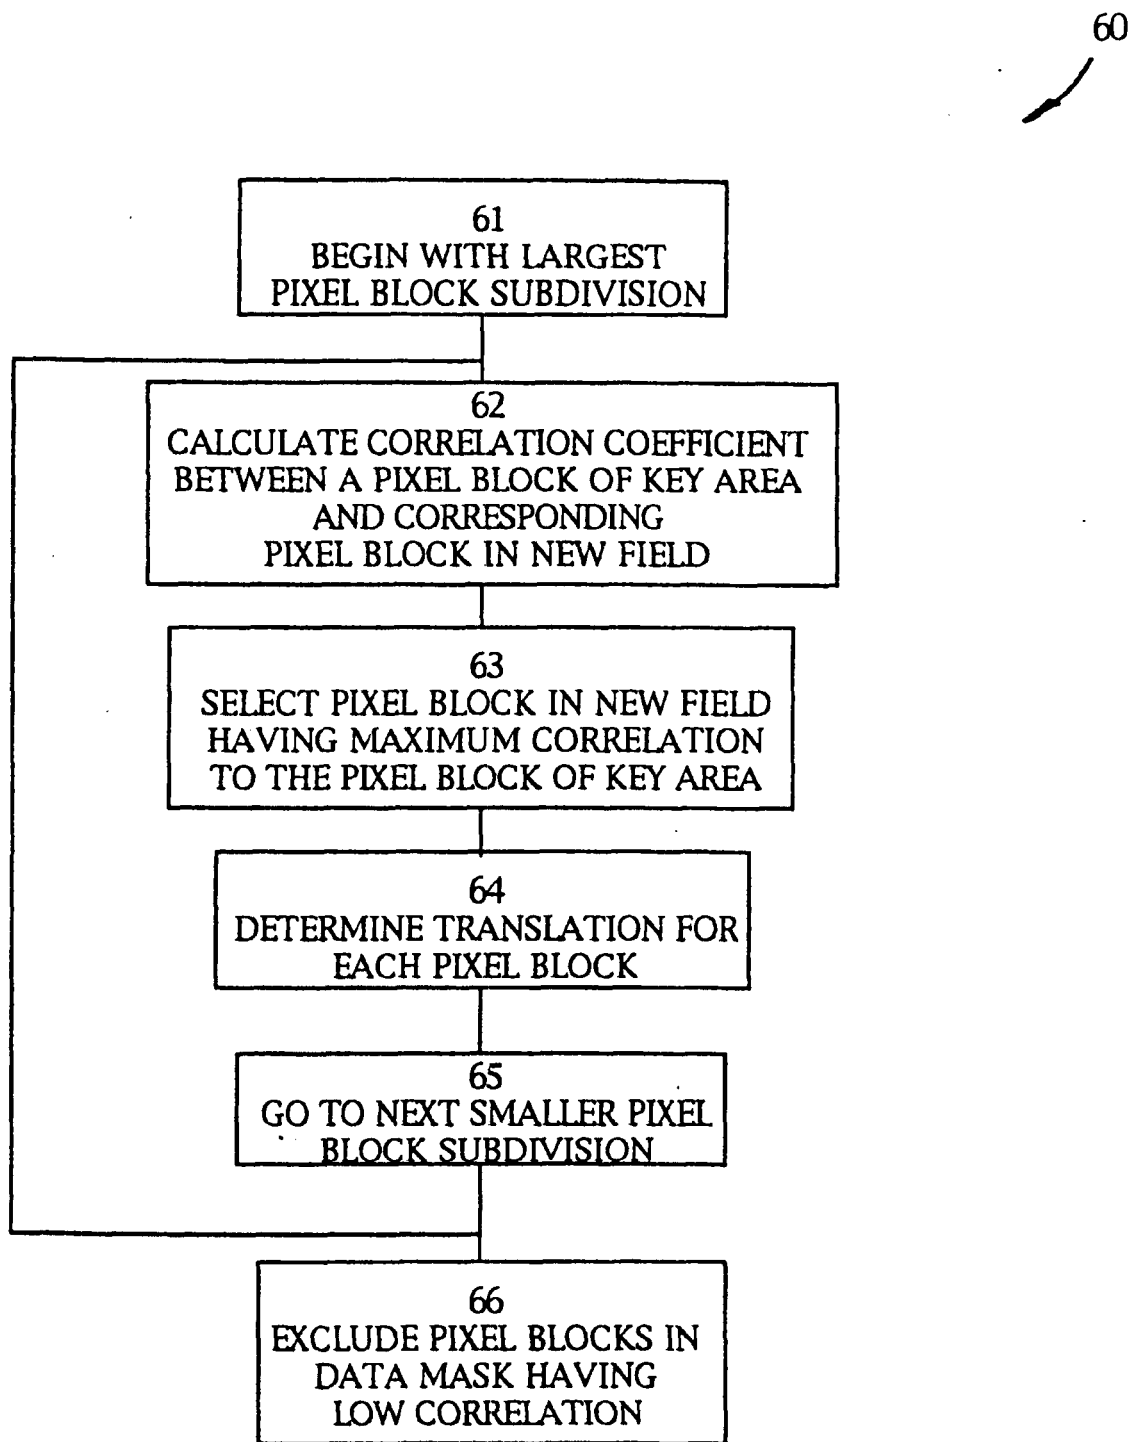 60
61
BEGIN WITH LARGEST
PIXEL BLOCK SUBDIVISION
62
CALCULATE CORRELATION COEFFICIENT
BETWEEN A PIXEL BLOCK OF KEY AREA
AND CORRESPONDING
PIXEL BLOCK IN NEW FIELD
63
SELECT PIXEL BLOCK IN NEW FIELD
HAVING MAXIMUM CORRELATION
TO THE PIXEL BLOCK OF KEY AREA
64
DETERMINE TRANSLATION FOR
EACH PIXEL BLOCK
65
GO TO NEXT SMALLER PIXEL
BLOCK SUBDIVISION
66
EXCLUDE PIXEL BLOCKS IN
DATA MASK HAVING
LOW CORRELATION